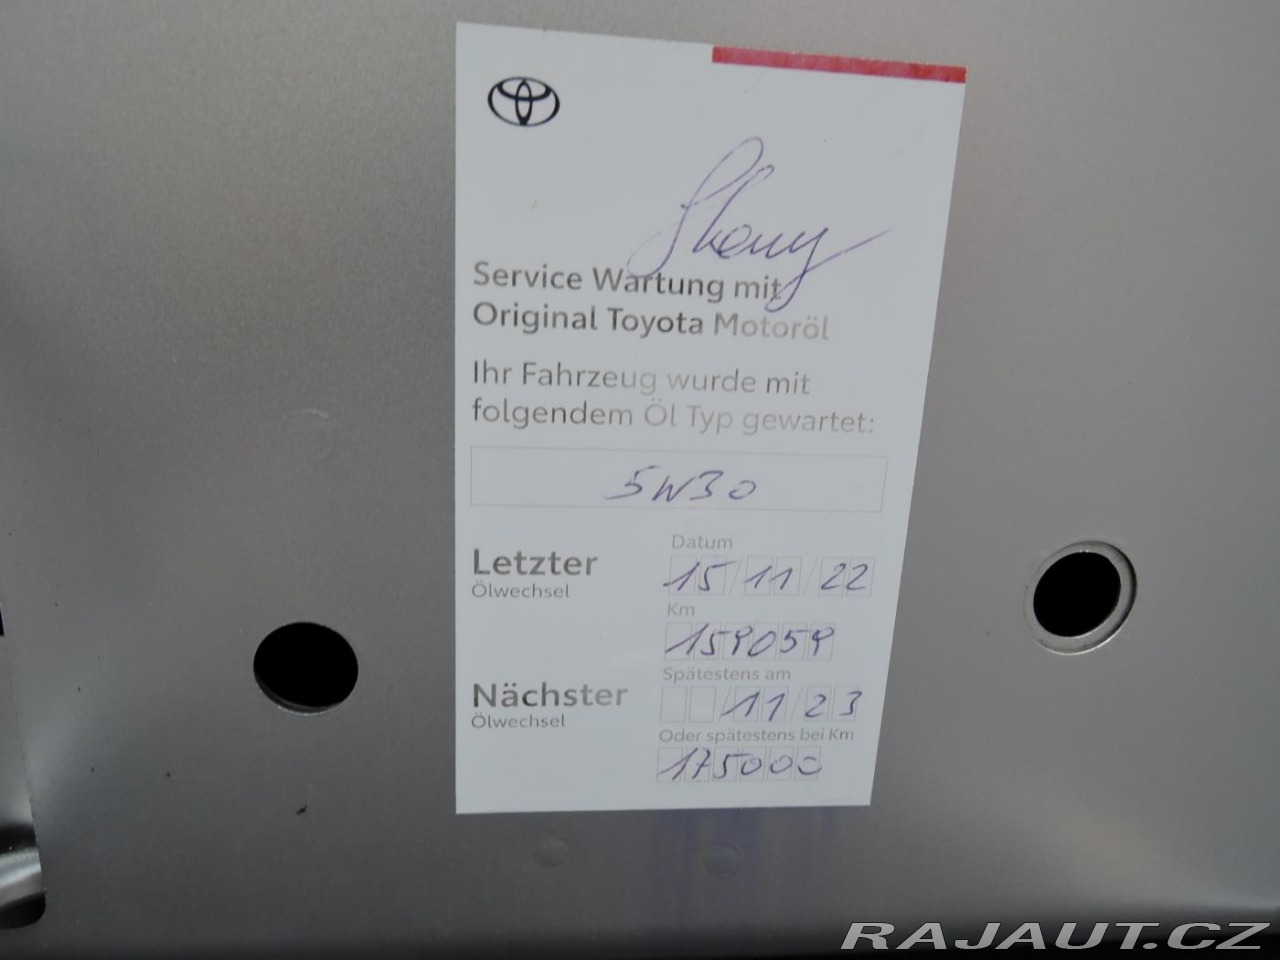 Service Wartung mit
Original Toyota Motoröl
Ihr Fahrzeug wurde mit
folgendem Öl Typ gewartet:
5W30
Datum
Letzter 15/11/22
Ölwechsel
Km
159059
Spätestens am
Nächster /11/23
Ölwechsel
Oder spätestens bei Km
175000
RAJAUT.CZ